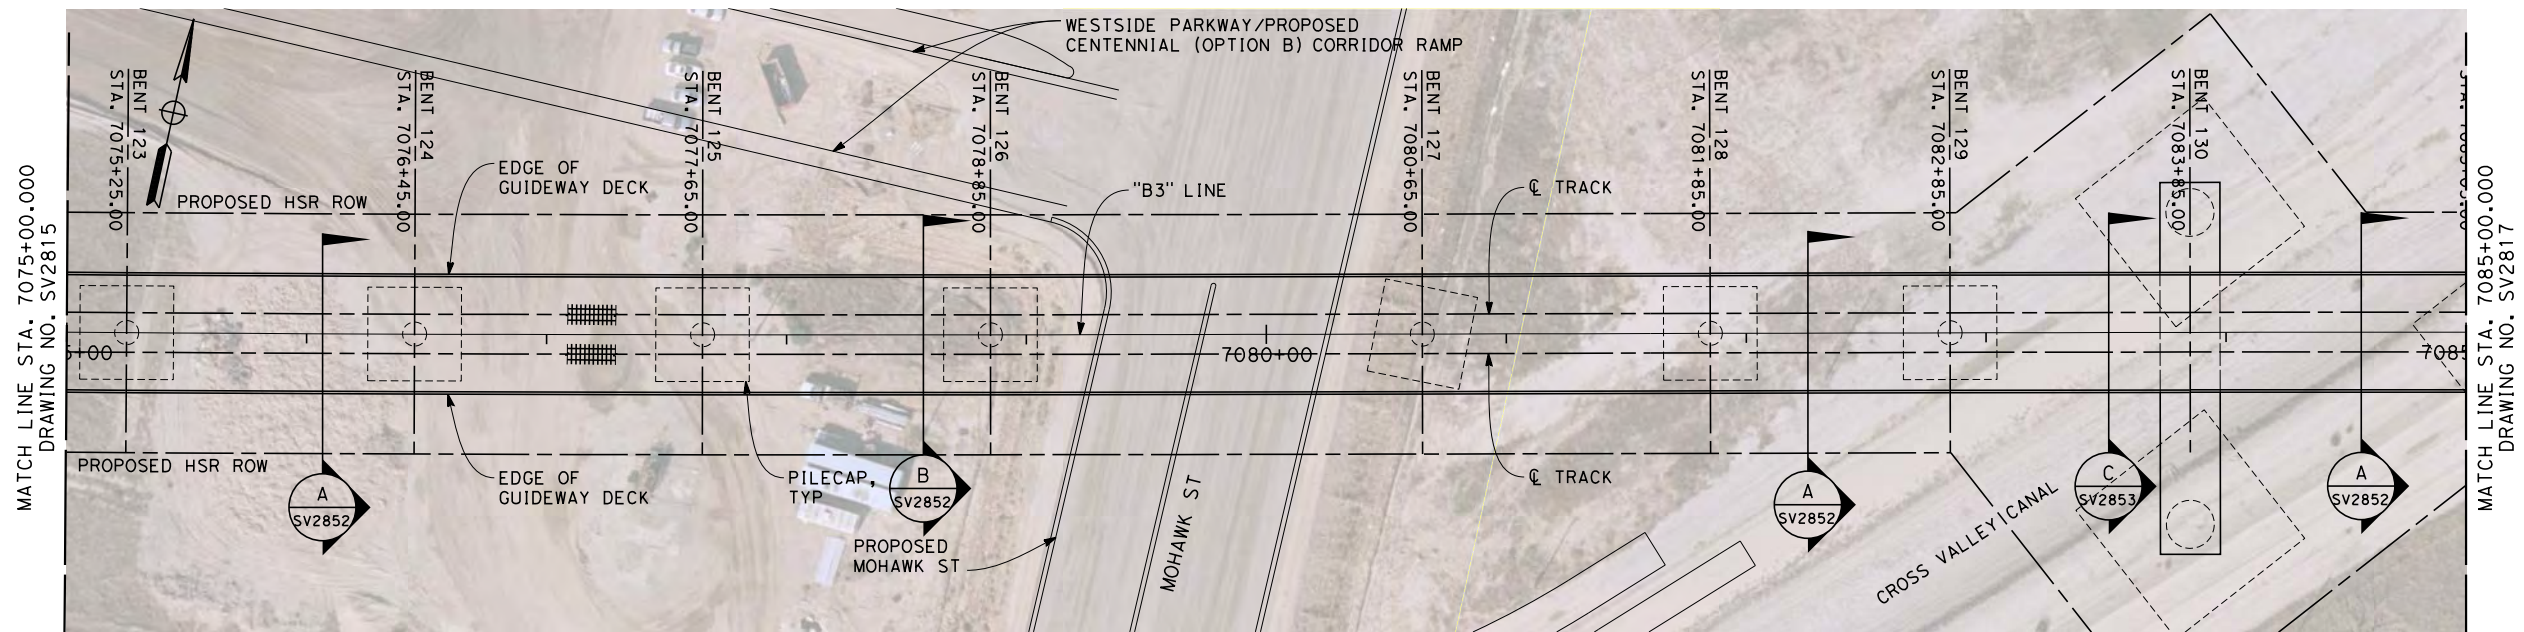 WESTSIDE PARKWAY/PROPOSED
CENTENNIAL (OPTION B) CORRIDOR RAMP
BENT 123
STA. 7075+25.00
BENT 124
STA. 7076+45.00
BENT 125
STA. 7077+65.00
BENT 126
STA. 7078+85.00
BENT 127
STA. 7080+65.00
BENT 128
STA. 7081+85.00
BENT 129
STA. 7082+85.00
BENT 130
STA. 7083+85.00
MATCH LINE STA. 7075+00.000
DRAWING NO. SV2815
PROPOSED HSR ROW
EDGE OF
GUIDEWAY DECK
"B3" LINE
℄ TRACK
5+00
7080+00
7085
PROPOSED HSR ROW
EDGE OF
GUIDEWAY DECK
PILECAP,
TYP
℄ TRACK
A
SV2852
B
SV2852
A
SV2852
C
SV2853
A
SV2852
PROPOSED
MOHAWK ST
MOHAWK ST
CROSS VALLEY CANAL
MATCH LINE STA. 7085+00.000
DRAWING NO. SV2817